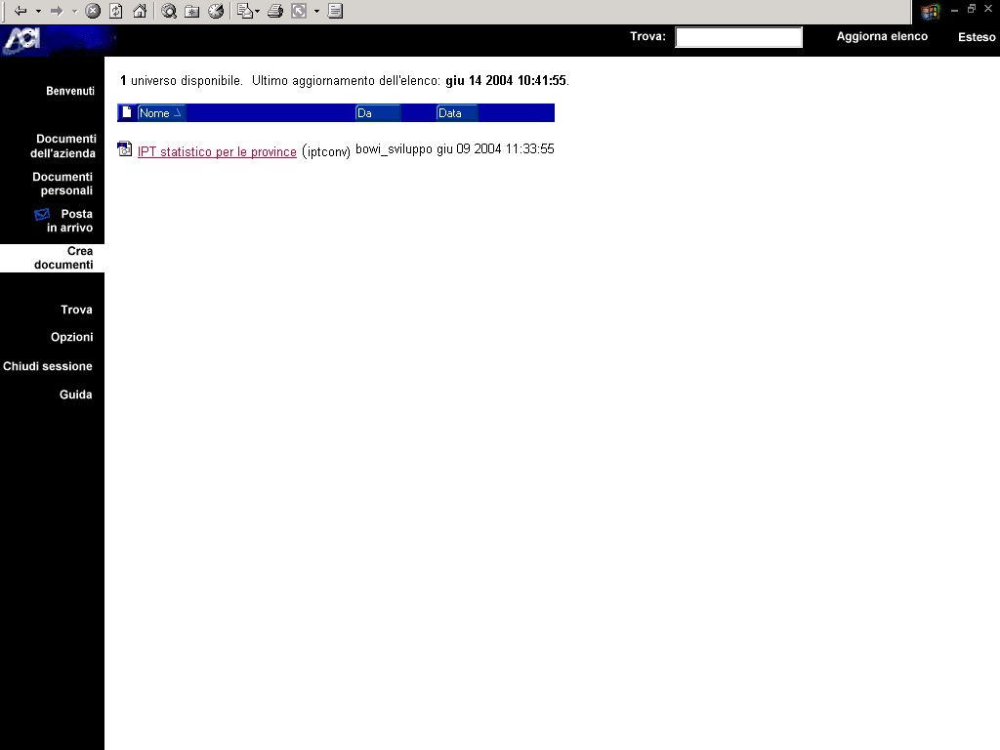 ACI
Trova:
Aggiorna elenco
Esteso
Benvenuti
Documenti
dell'azienda
Documenti
personali
Posta
in arrivo
Crea
documenti
Trova
Opzioni
Chiudi sessione
Guida
1 universo disponibile. Ultimo aggiornamento dell'elenco: giu 14 2004 10:41:55.
Nome Da Data
IPT statistico per le province (iptconv) bowi_sviluppo giu 09 2004 11:33:55